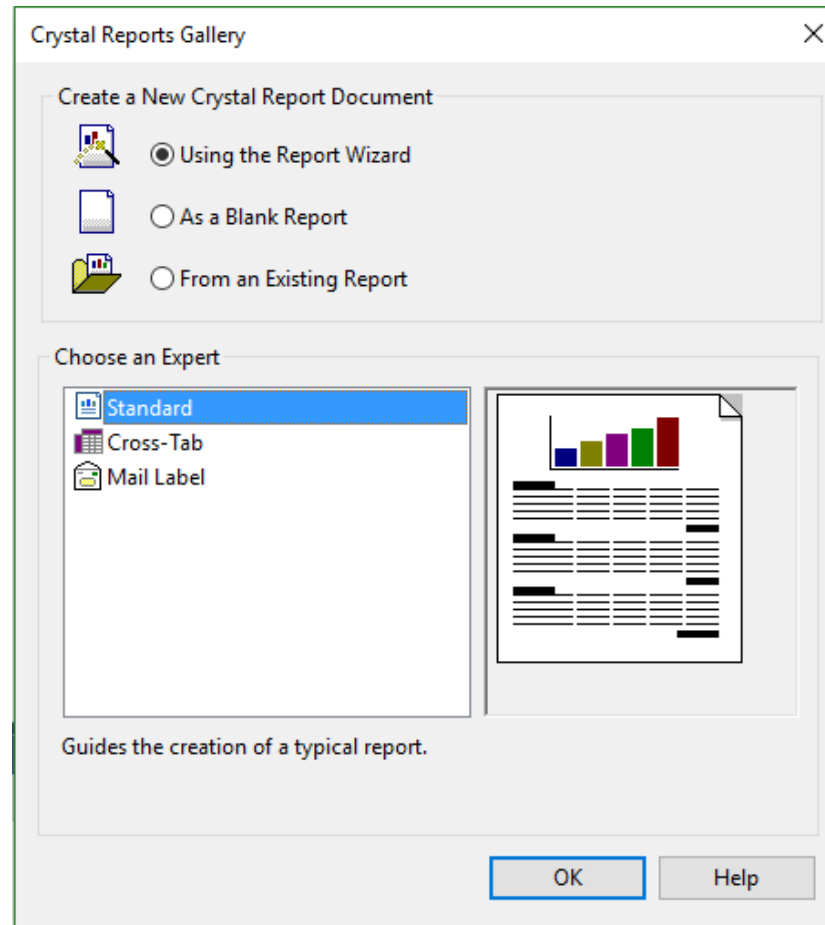 Crystal Reports Gallery
Create a New Crystal Report Document
Using the Report Wizard
As a Blank Report
From an Existing Report
Choose an Expert
Standard
Cross-Tab
Mail Label
Guides the creation of a typical report.
OK
Help